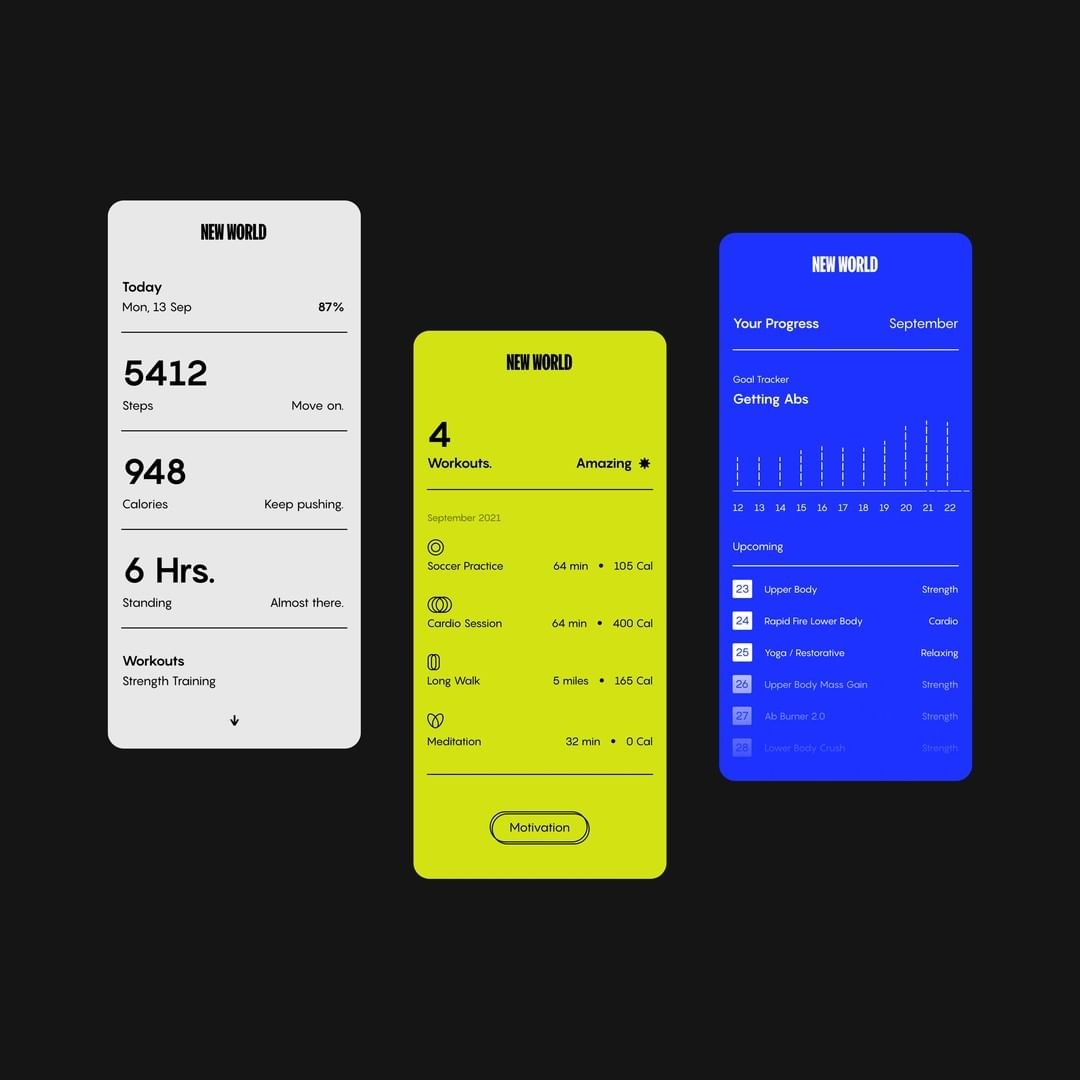 NEW WORLD
Today
Mon, 13 Sep 87%
5412
Steps Move on.
948
Calories Keep pushing.
6 Hrs.
Standing Almost there.
Workouts
Strength Training
NEW WORLD
4
Workouts. Amazing
September 2021
Soccer Practice 64 min • 105 Cal
Cardio Session 64 min • 400 Cal
Long Walk 5 miles • 165 Cal
Meditation 32 min • 0 Cal
Motivation
NEW WORLD
Your Progress September
Goal Tracker
Getting Abs
12 13 14 15 16 17 18 19 20 21 22
Upcoming
23 Upper Body Strength
24 Rapid Fire Lower Body Cardio
25 Yoga / Restorative Relaxing
26 Upper Body Mass Gain Strength
27 Ab Burner 2.0 Strength
28 Lower Body Crush Strength